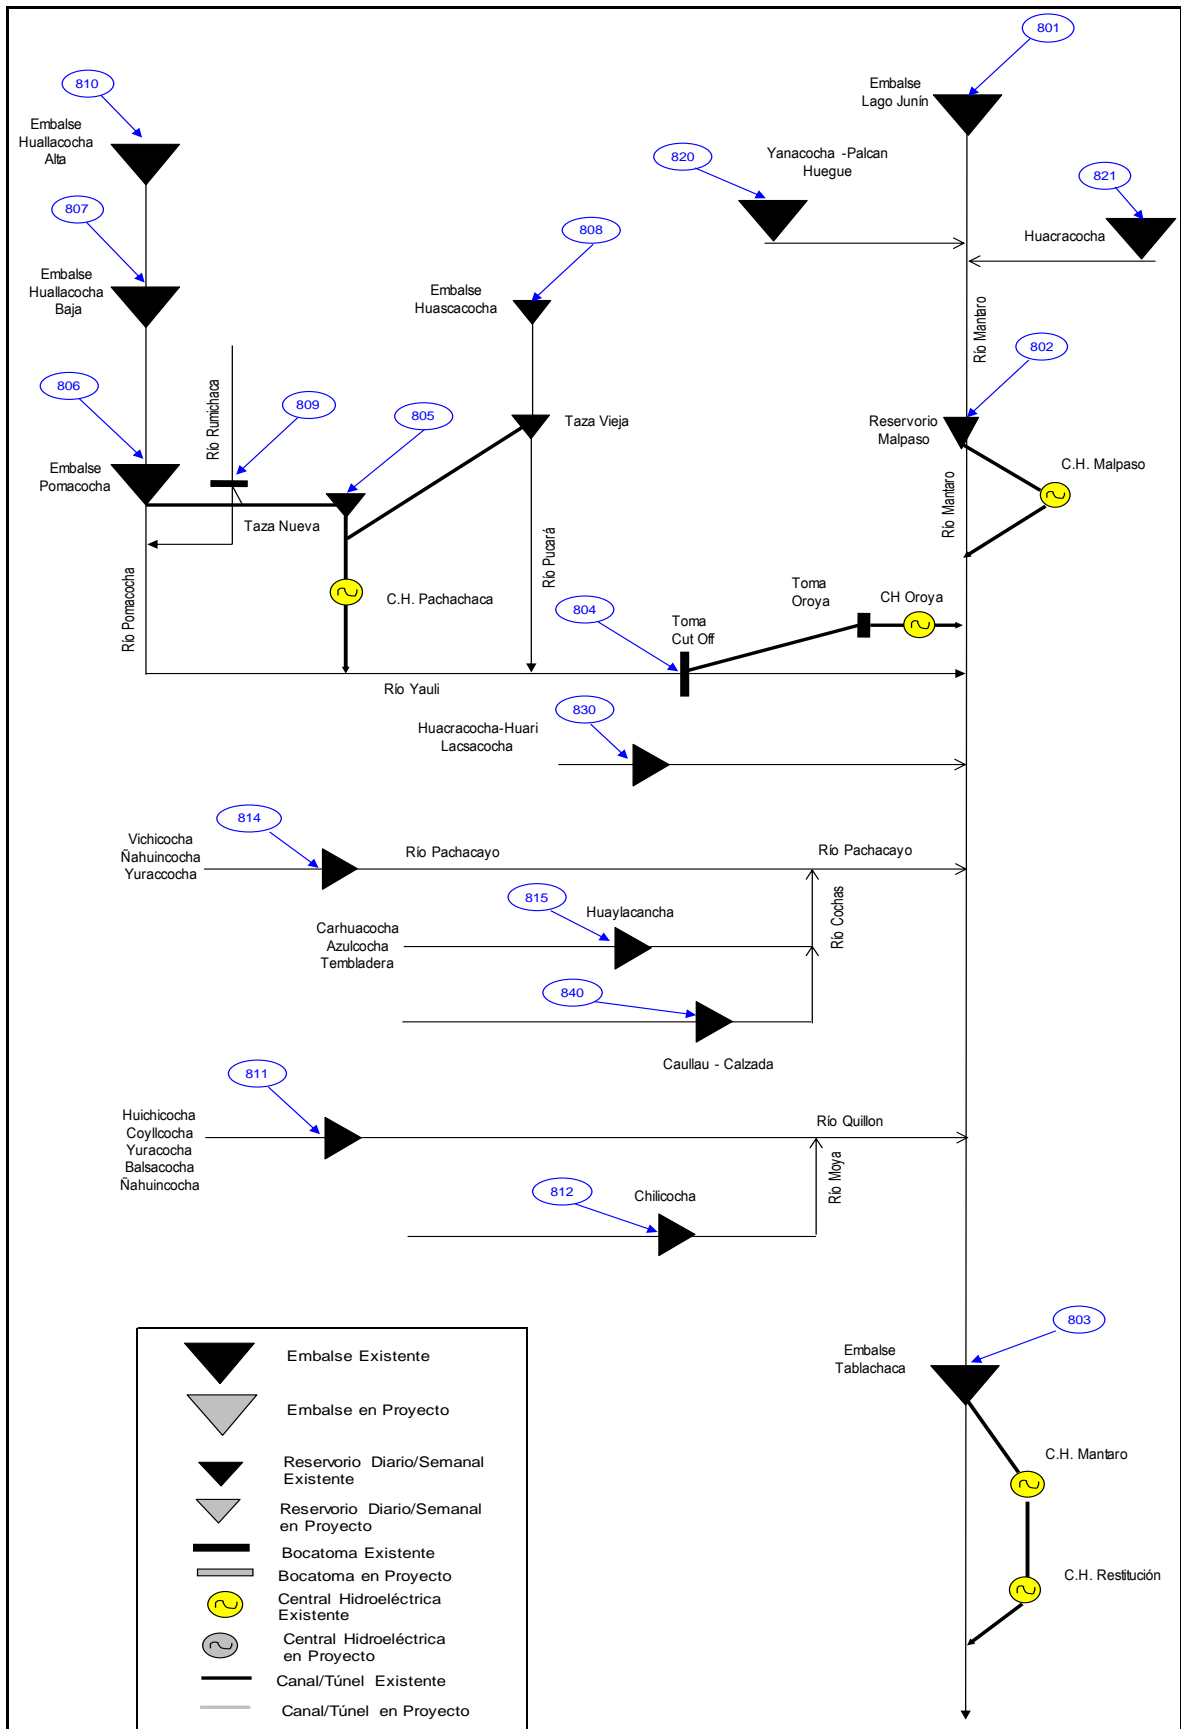 801
810
Embalse
Lago Junín
Embalse
Huallacocha
Alta
820
Yanacocha -Palcan
Huegue
821
807
808
Huacracocha
Embalse
Huallacocha
Baja
Embalse
Huascacocha
Río Mantaro
802
806
809
805
Río Rumichaca
Taza Vieja
Reservorio
Malpaso
C.H. Malpaso
Embalse
Pomacocha
Taza Nueva
Río Mantaro
Río Pucará
Río Pomacocha
C.H. Pachachaca
Toma
Oroya
CH Oroya
804
Toma
Cut Off
Río Yauli
830
Huacracocha-Huari
Lacsacocha
814
Vichicocha
Ñahuincocha
Yuraccocha
Río Pachacayo
Río Pachacayo
815
Huaylacancha
Río Cochas
Carhuacocha
Azulcocha
Tembladera
840
Caullau - Calzada
811
Huichicocha
Coyllcocha
Yuracocha
Balsacocha
Ñahuincocha
Río Quillon
Río Moya
812
Chilicocha
803
Embalse
Tablachaca
C.H. Mantaro
C.H. Restitución
Embalse Existente
Embalse en Proyecto
Reservorio Diario/Semanal
Existente
Reservorio Diario/Semanal
en Proyecto
Bocatoma Existente
Bocatoma en Proyecto
Central Hidroeléctrica
Existente
Central Hidroeléctrica
en Proyecto
Canal/Túnel Existente
Canal/Túnel en Proyecto